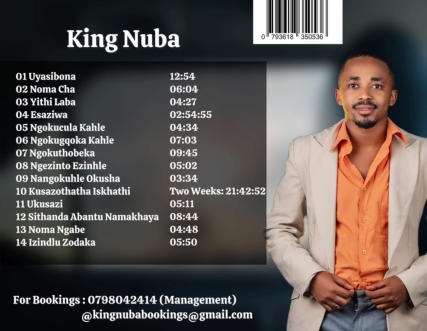 0 793618 350536
King Nuba
01 Uyasibona 12:54
02 Noma Cha 06:04
03 Yithi Laba 04:27
04 Esaziwa 02:54:55
05 Ngokucula Kahle 04:34
06 Ngokugqoka Kahle 07:03
07 Ngokuthobeka 09:45
08 Ngezinto Ezinhle 05:02
09 Nangokuhle Okusha 03:34
10 Kusazothatha Iskhathi Two Weeks: 21:42:52
11 Ukusazi 05:11
12 Sithanda Abantu Namakhaya 08:44
13 Noma Ngabe 04:48
14 Izindlu Zodaka 05:50
For Bookings : 0798042414 (Management)
@kingnubabookings@gmail.com